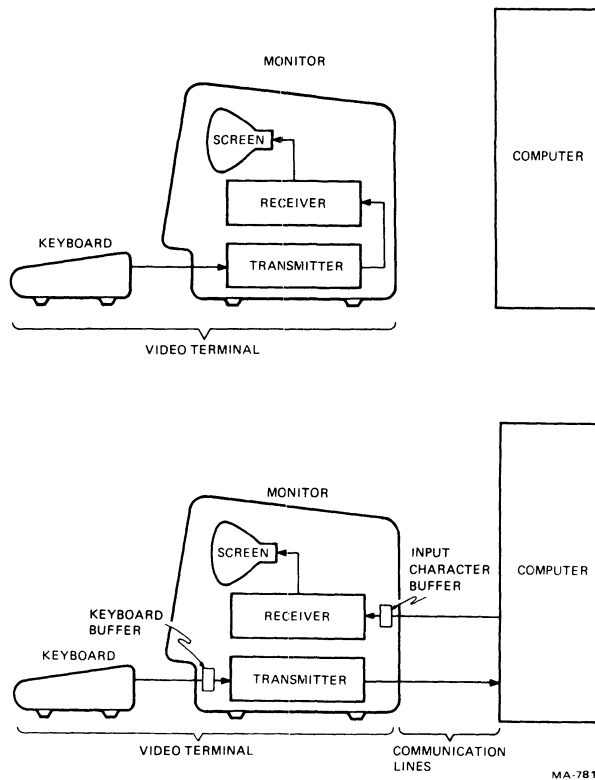 MONITOR
SCREEN
COMPUTER
RECEIVER
KEYBOARD
TRANSMITTER
VIDEO TERMINAL
MONITOR
SCREEN
INPUT
CHARACTER
BUFFER
COMPUTER
KEYBOARD
BUFFER
RECEIVER
KEYBOARD
TRANSMITTER
VIDEO TERMINAL
COMMUNICATION
LINES
MA-781